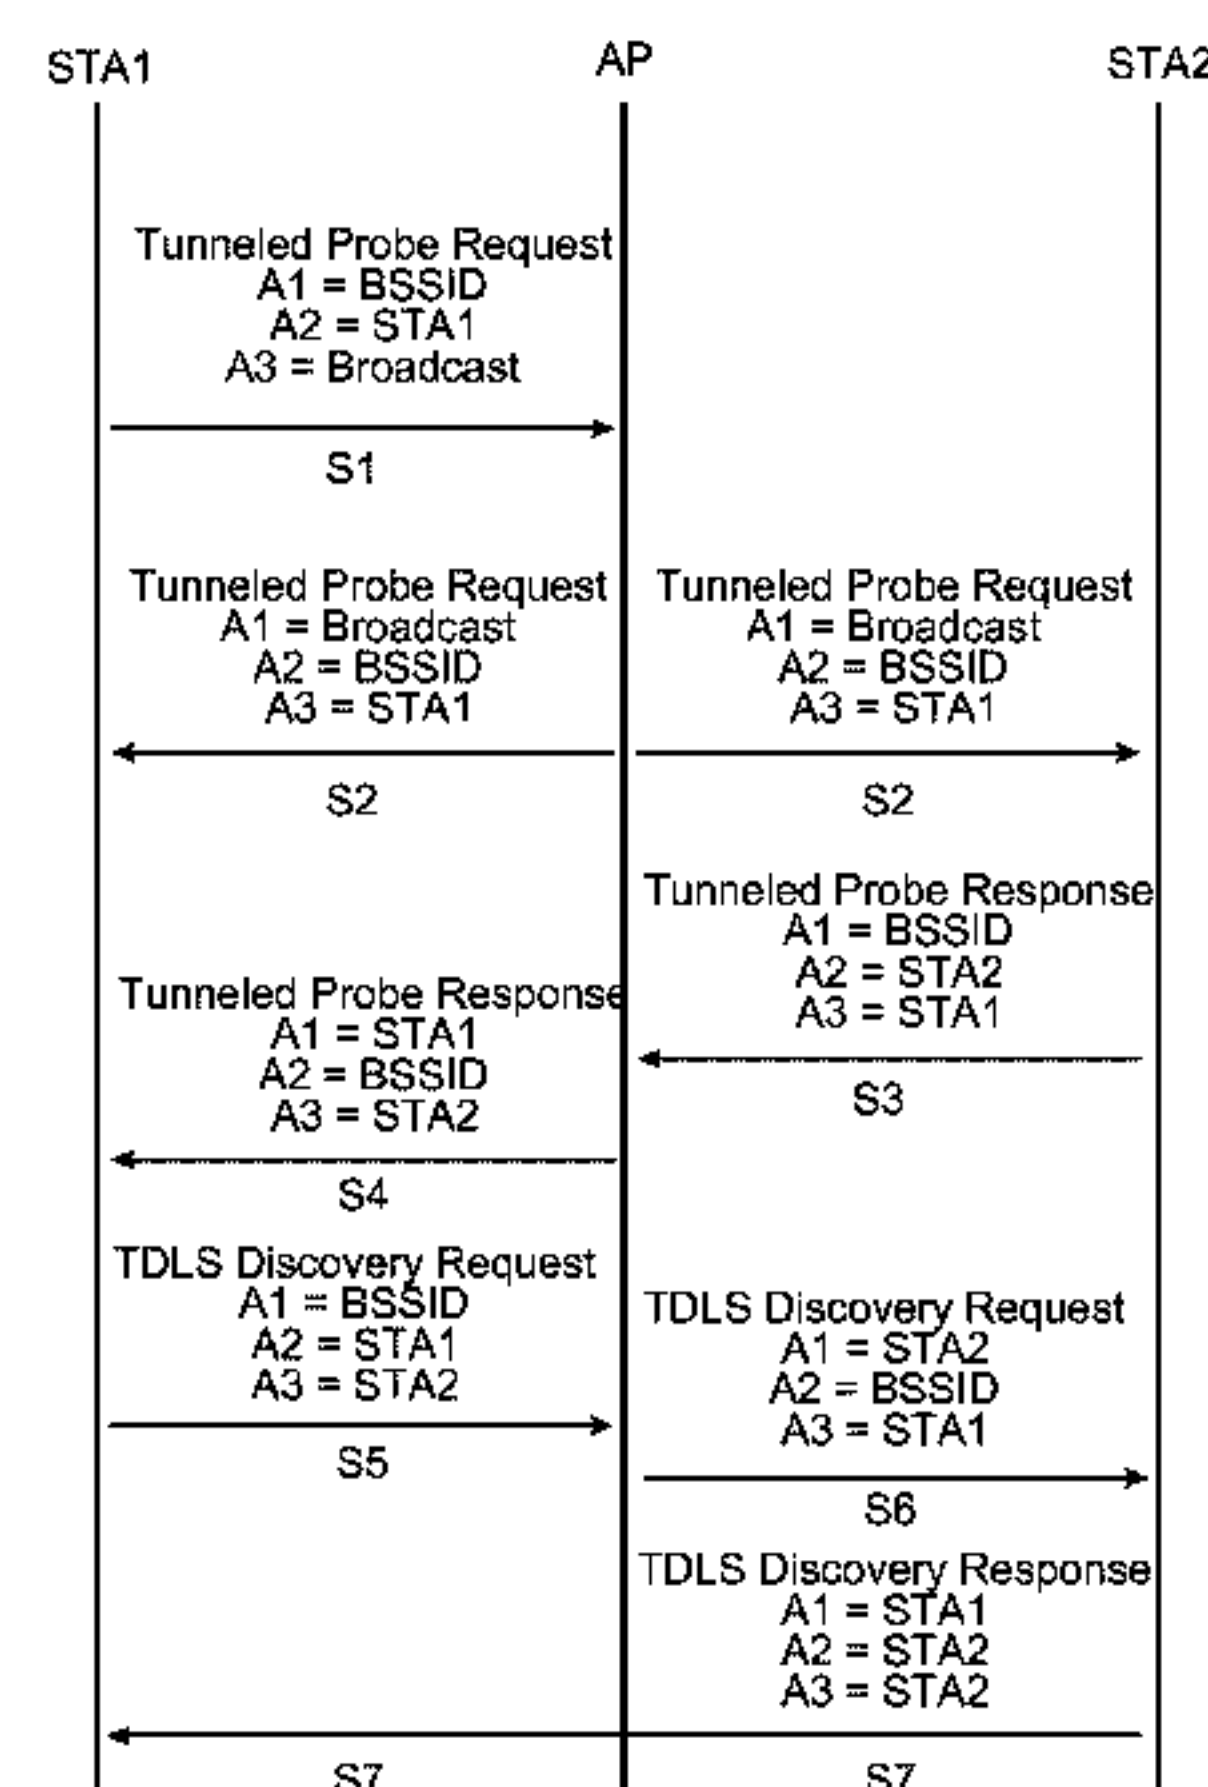 STA1
AP
STA2
Tunneled Probe Request
A1 = BSSID
A2 = STA1
A3 = Broadcast
S1
Tunneled Probe Request
A1 = Broadcast
A2 = BSSID
A3 = STA1
S2
Tunneled Probe Request
A1 = Broadcast
A2 = BSSID
A3 = STA1
S2
Tunneled Probe Response
A1 = BSSID
A2 = STA2
A3 = STA1
S3
Tunneled Probe Response
A1 = STA1
A2 = BSSID
A3 = STA2
S4
TDLS Discovery Request
A1 = BSSID
A2 = STA1
A3 = STA2
S5
TDLS Discovery Request
A1 = STA2
A2 = BSSID
A3 = STA1
S6
TDLS Discovery Response
A1 = STA1
A2 = STA2
A3 = STA2
S7
S7